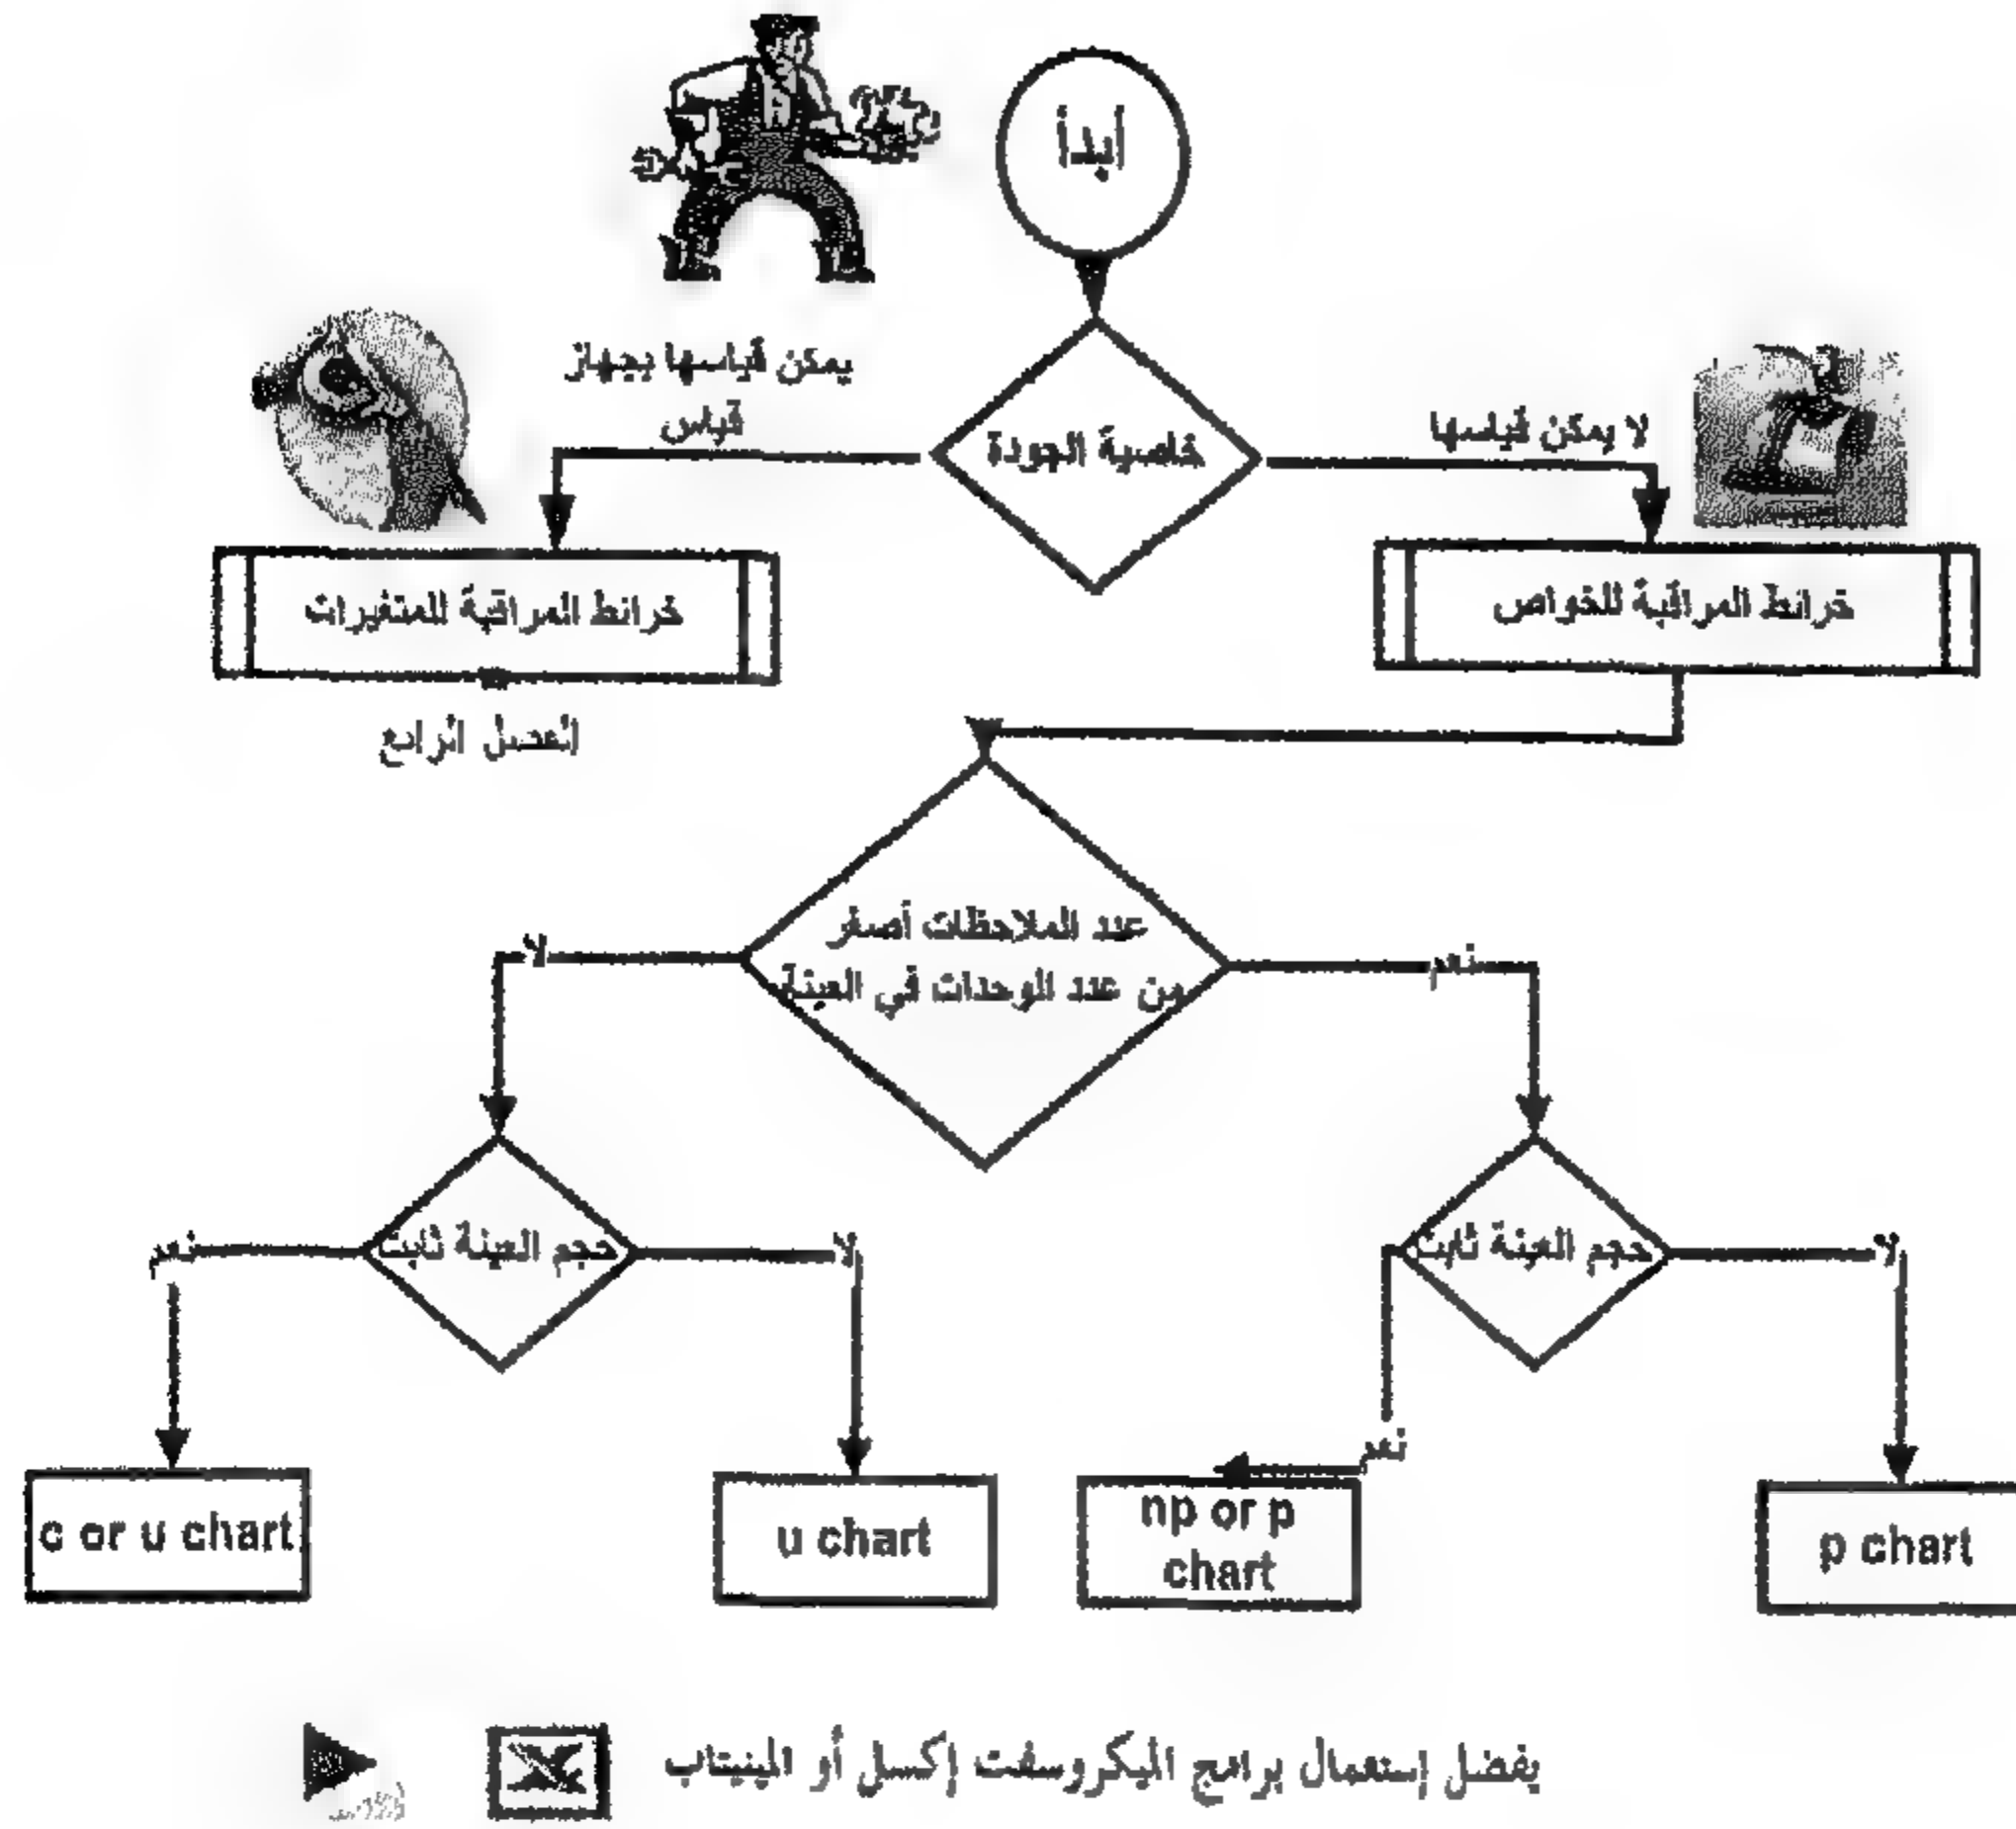 أبدأ
يمكن قياسها بجهاز
قياس
خاصية الجودة
لا يمكن قياسها
خرائط المراقبة للمتغيرات
خرائط المراقبة للخواص
الفصل الرابع
عدد الملاحظات أصغر
من عدد الوحدات في العينة
لا
نعم
نعم
حجم العينة ثابت
لا
حجم العينة ثابت
لا
نعم
c or u chart
u chart
np or p
chart
p chart
يفضل إستعمال برامج الميكروسفت إكسل أو المينيتاب